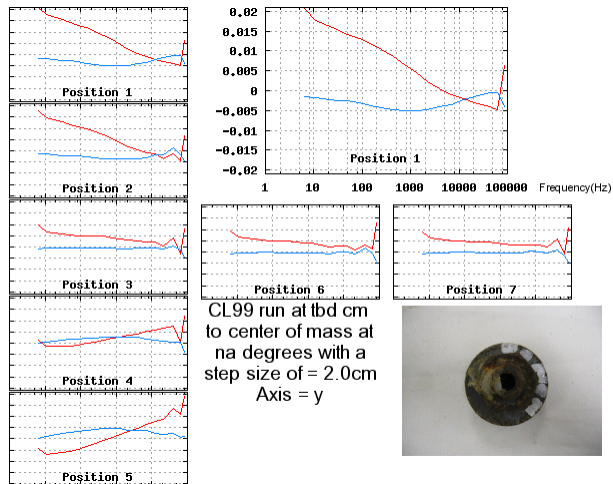 Position 1
Position 2
Position 3
Position 4
Position 5
0.02
0.015
0.01
0.005
0
-0.005
-0.01
-0.015
-0.02
Position 1
1 10 100 1000 10000 100000 Frequency(Hz)
Position 6
Position 7
CL99 run at tbd cm
to center of mass at
na degrees with a
step size of = 2.0cm
Axis = y